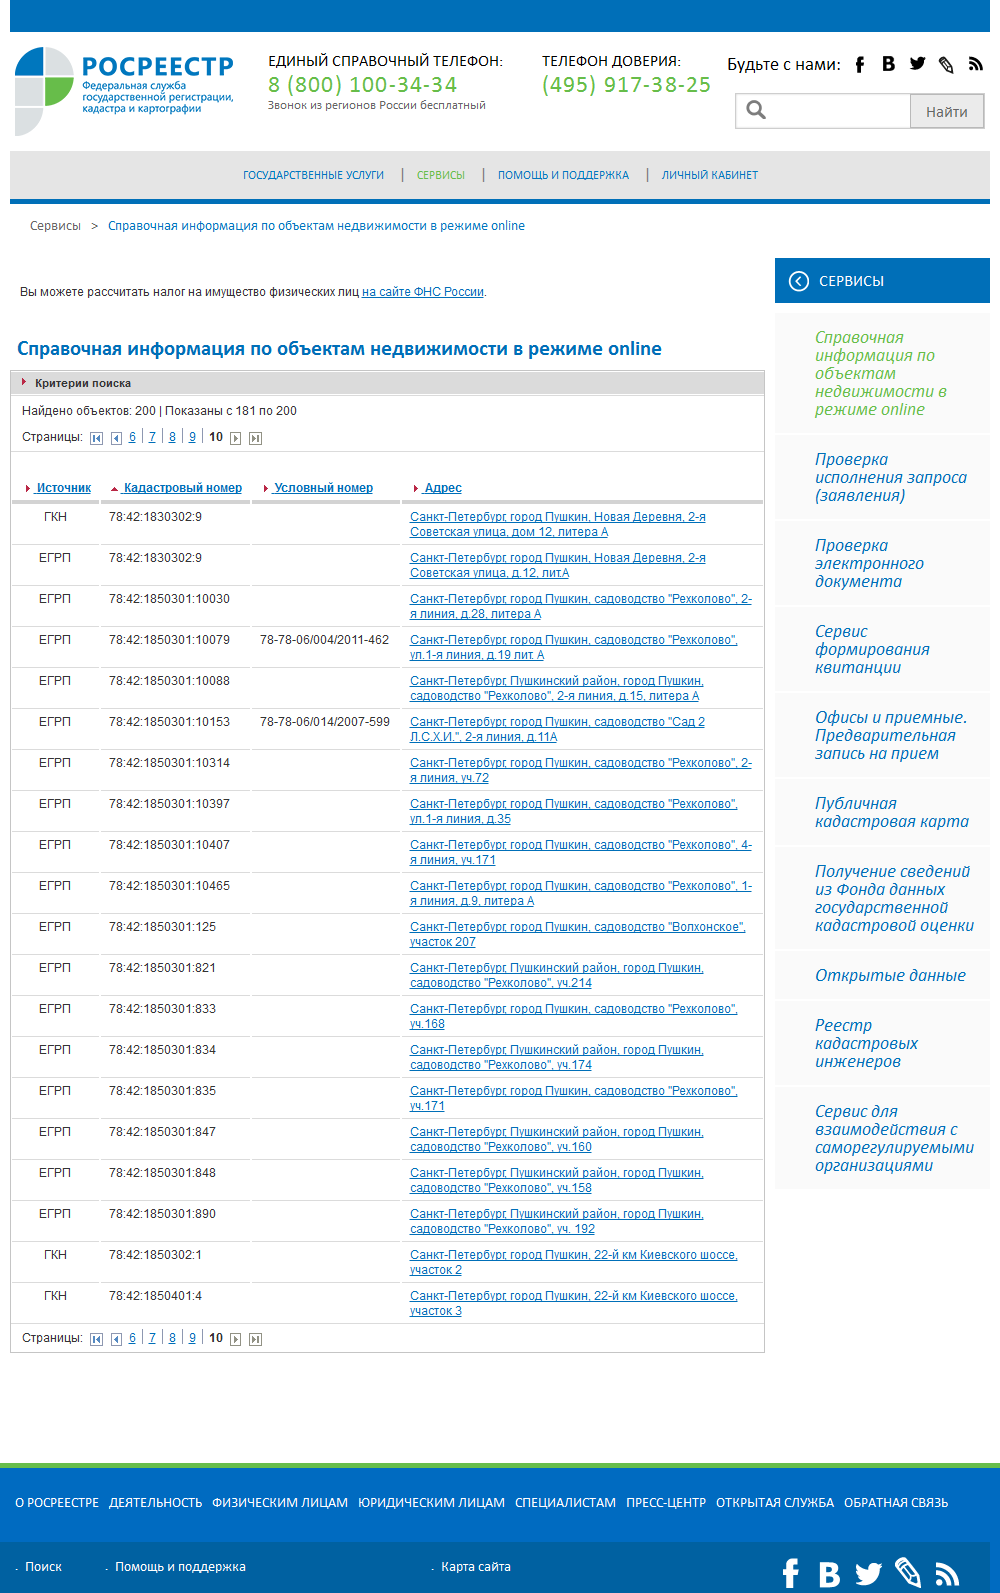 РОСРЕЕСТР
Федеральная служба
государственной регистрации,
кадастра и картографии
ЕДИНЫЙ СПРАВОЧНЫЙ ТЕЛЕФОН:
8 (800) 100-34-34
Звонок из регионов России бесплатный
ТЕЛЕФОН ДОВЕРИЯ:
(495) 917-38-25
Будьте с нами:
Найти
ГОСУДАРСТВЕННЫЕ УСЛУГИ | СЕРВИСЫ | ПОМОЩЬ И ПОДДЕРЖКА | ЛИЧНЫЙ КАБИНЕТ
Сервисы > Справочная информация по объектам недвижимости в режиме online
Вы можете рассчитать налог на имущество физических лиц на сайте ФНС России.
Справочная информация по объектам недвижимости в режиме online
Критерии поиска
Найдено объектов: 200 | Показаны с 181 по 200
Страницы: 6 | 7 | 8 | 9 | 10
Источник Кадастровый номер Условный номер Адрес
ГКН 78:42:1830302:9 Санкт-Петербург, город Пушкин, Новая Деревня, 2-я
Советская улица, дом 12, литера А
ЕГРП 78:42:1830302:9 Санкт-Петербург, город Пушкин, Новая Деревня, 2-я
Советская улица, д.12, лит.А
ЕГРП 78:42:1850301:10030 Санкт-Петербург, город Пушкин, садоводство "Рехколово", 2-
я линия, д.28, литера А
ЕГРП 78:42:1850301:10079 78-78-06/004/2011-462 Санкт-Петербург, город Пушкин, садоводство "Рехколово",
ул.1-я линия, д.19 лит. А
ЕГРП 78:42:1850301:10088 Санкт-Петербург, Пушкинский район, город Пушкин,
садоводство "Рехколово", 2-я линия, д.15, литера А
ЕГРП 78:42:1850301:10153 78-78-06/014/2007-599 Санкт-Петербург, город Пушкин, садоводство "Сад 2
Л.С.Х.И.", 2-я линия, д.11А
ЕГРП 78:42:1850301:10314 Санкт-Петербург, город Пушкин, садоводство "Рехколово", 2-
я линия, уч.72
ЕГРП 78:42:1850301:10397 Санкт-Петербург, город Пушкин, садоводство "Рехколово",
ул.1-я линия, д.35
ЕГРП 78:42:1850301:10407 Санкт-Петербург, город Пушкин, садоводство "Рехколово", 4-
я линия, уч.171
ЕГРП 78:42:1850301:10465 Санкт-Петербург, город Пушкин, садоводство "Рехколово", 1-
я линия, д.9, литера А
ЕГРП 78:42:1850301:125 Санкт-Петербург, город Пушкин, садоводство "Волхонское",
участок 207
ЕГРП 78:42:1850301:821 Санкт-Петербург, Пушкинский район, город Пушкин,
садоводство "Рехколово", уч.214
ЕГРП 78:42:1850301:833 Санкт-Петербург, город Пушкин, садоводство "Рехколово",
уч.168
ЕГРП 78:42:1850301:834 Санкт-Петербург, Пушкинский район, город Пушкин,
садоводство "Рехколово", уч.174
ЕГРП 78:42:1850301:835 Санкт-Петербург, город Пушкин, садоводство "Рехколово",
уч.171
ЕГРП 78:42:1850301:847 Санкт-Петербург, Пушкинский район, город Пушкин,
садоводство "Рехколово", уч.160
ЕГРП 78:42:1850301:848 Санкт-Петербург, Пушкинский район, город Пушкин,
садоводство "Рехколово", уч.158
ЕГРП 78:42:1850301:890 Санкт-Петербург, Пушкинский район, город Пушкин,
садоводство "Рехколово", уч. 192
ГКН 78:42:1850302:1 Санкт-Петербург, город Пушкин, 22-й км Киевского шоссе,
участок 2
ГКН 78:42:1850401:4 Санкт-Петербург, город Пушкин, 22-й км Киевского шоссе,
участок 3
Страницы: 6 | 7 | 8 | 9 | 10
СЕРВИСЫ
Справочная
информация по
объектам
недвижимости в
режиме online
Проверка
исполнения запроса
(заявления)
Проверка
электронного
документа
Сервис
формирования
квитанции
Офисы и приемные.
Предварительная
запись на прием
Публичная
кадастровая карта
Получение сведений
из Фонда данных
государственной
кадастровой оценки
Открытые данные
Реестр
кадастровых
инженеров
Сервис для
взаимодействия с
саморегулируемыми
организациями
О РОСРЕЕСТРЕ ДЕЯТЕЛЬНОСТЬ ФИЗИЧЕСКИМ ЛИЦАМ ЮРИДИЧЕСКИМ ЛИЦАМ СПЕЦИАЛИСТАМ ПРЕСС-ЦЕНТР ОТКРЫТАЯ СЛУЖБА ОБРАТНАЯ СВЯЗЬ
Поиск Помощь и поддержка Карта сайта